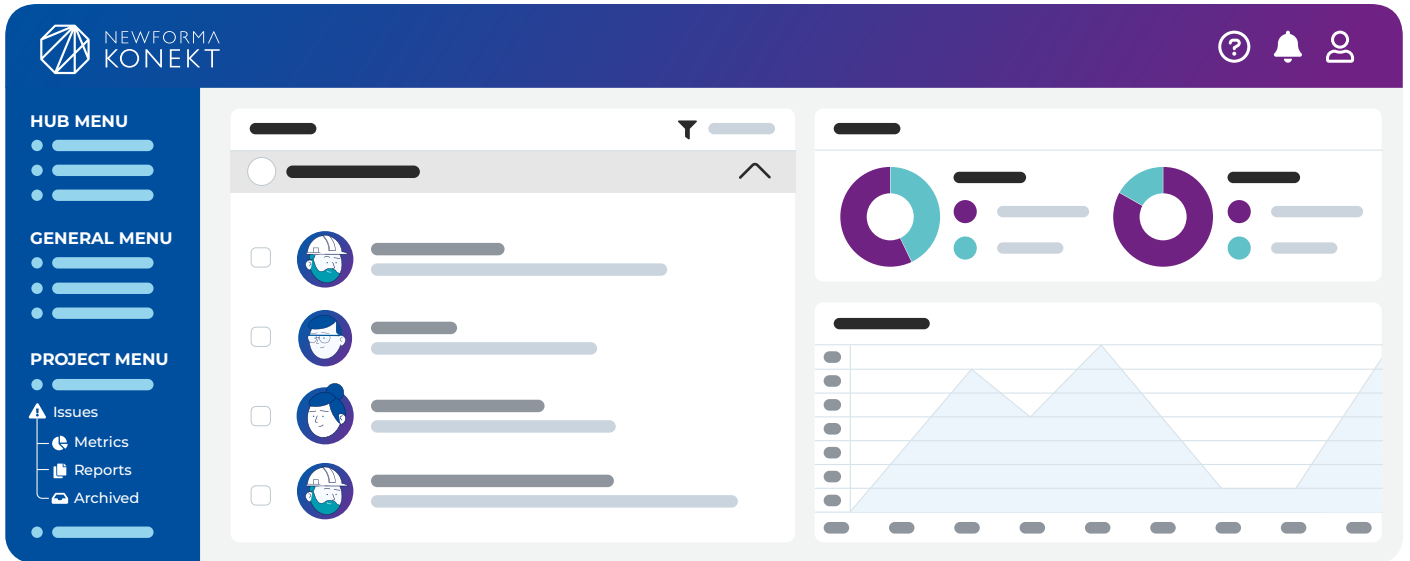 NEWFORMA
KONEKT
HUB MENU
GENERAL MENU
PROJECT MENU
Issues
Metrics
Reports
Archived